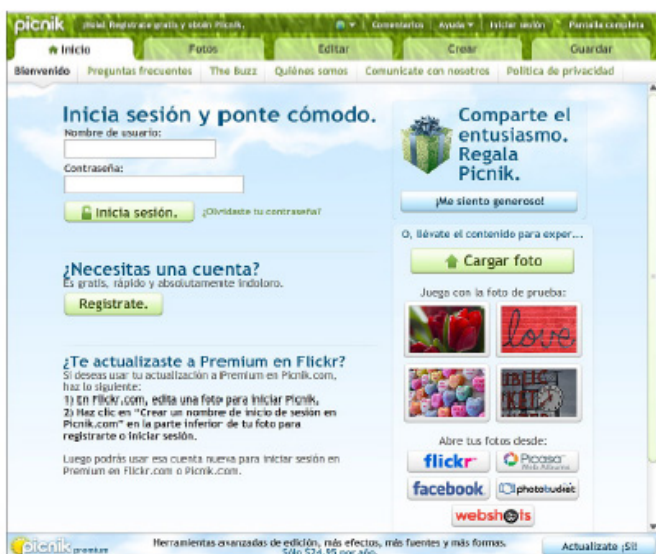 picnik ¡Hola! Regístrate gratis y obtén Picnik. Comentarios Ayuda Iniciar sesión Pantalla completa
Inicio Fotos Editar Crear Guardar
Bienvenido Preguntas frecuentes The Buzz Quiénes somos Comunícate con nosotros Política de privacidad
Inicia sesión y ponte cómodo.
Nombre de usuario:
Contraseña:
Inicia sesión. ¿Olvidaste tu contraseña?
¿Necesitas una cuenta?
Es gratis, rápido y absolutamente indoloro.
Regístrate.
¿Te actualizaste a Premium en Flickr?
Si deseas usar tu actualización a Premium en Picnik.com,
haz lo siguiente:
1) En Flickr.com, edita una foto para iniciar Picnik.
2) Haz clic en "Crear un nombre de inicio de sesión en
Picnik.com" en la parte inferior de tu foto para
registrarte o iniciar sesión.
Luego podrás usar esa cuenta nueva para iniciar sesión en
Premium en Flickr.com o Picnik.com.
Comparte el
entusiasmo.
Regala
Picnik.
¡Me siento generoso!
O, llévate el contenido para exper...
Cargar foto
Juega con la foto de prueba:
love
Abre tus fotos desde:
flickr Picasa Web Albums
facebook photobucket
webshots
picnik premium Herramientas avanzadas de edición, más efectos, más fuentes y más formas.
Sólo $24.95 por año. Actualízate ¡Sí!